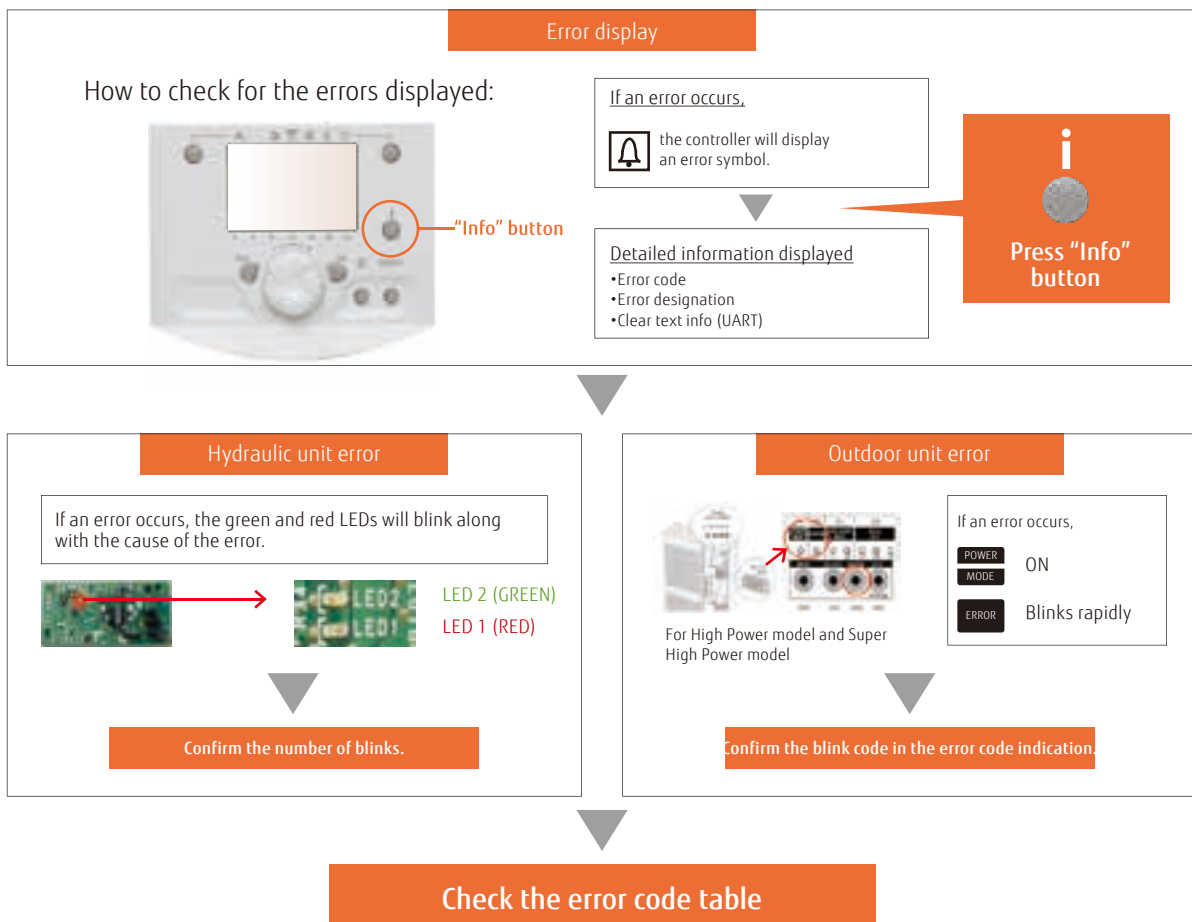 Error display
How to check for the errors displayed:
"Info" button
If an error occurs,
the controller will display
an error symbol.
Detailed information displayed
•Error code
•Error designation
•Clear text info (UART)
i
Press "Info"
button
Hydraulic unit error
If an error occurs, the green and red LEDs will blink along
with the cause of the error.
LED2
LED1
LED 2 (GREEN)
LED 1 (RED)
Confirm the number of blinks.
Outdoor unit error
For High Power model and Super
High Power model
If an error occurs,
POWER
MODE
ON
ERROR
Blinks rapidly
Confirm the blink code in the error code indication.
Check the error code table